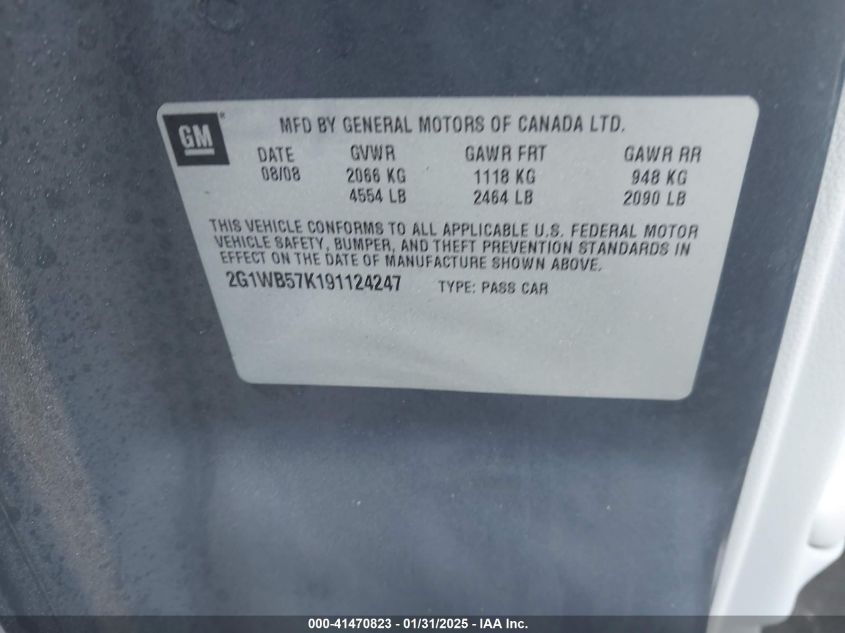 GM®
MFD BY GENERAL MOTORS OF CANADA LTD.
DATE GVWR GAWR FRT GAWR RR
08/08 2066 KG 1118 KG 948 KG
4554 LB 2464 LB 2090 LB
THIS VEHICLE CONFORMS TO ALL APPLICABLE U.S. FEDERAL MOTOR
VEHICLE SAFETY, BUMPER, AND THEFT PREVENTION STANDARDS IN
EFFECT ON THE DATE OF MANUFACTURE SHOWN ABOVE.
2G1WB57K191124247 TYPE: PASS CAR
000-41470823 - 01/31/2025 - IAA Inc.